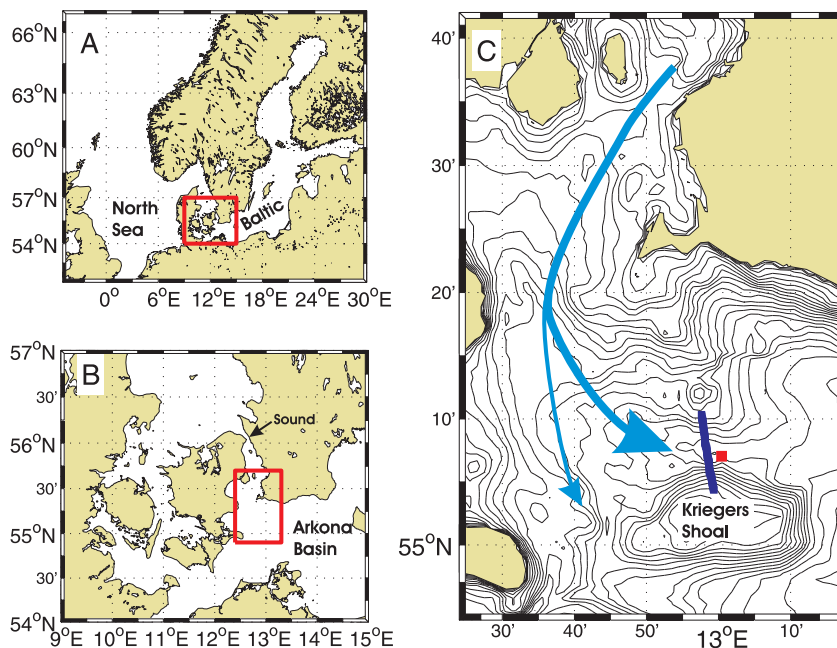 A
66°N
63°N
60°N
57°N
54°N
North
Sea
Baltic
0°
6°E
12°E
18°E
24°E
30°E
B
57°N
30'
56°N
30'
55°N
30'
54°N
Sound
Arkona
Basin
9°E
10°E
11°E
12°E
13°E
14°E
15°E
C
40'
30'
20'
10'
55°N
Kriegers
Shoal
30'
40'
50'
13°E
10'